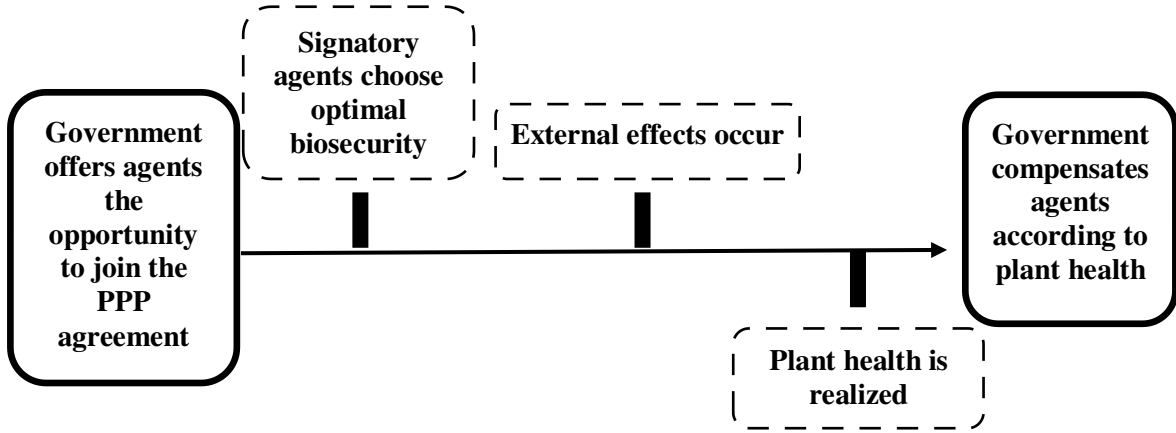 Government
offers agents
the
opportunity
to join the
PPP
agreement
Signatory
agents choose
optimal
biosecurity
External effects occur
Plant health is
realized
Government
compensates
agents
according to
plant health